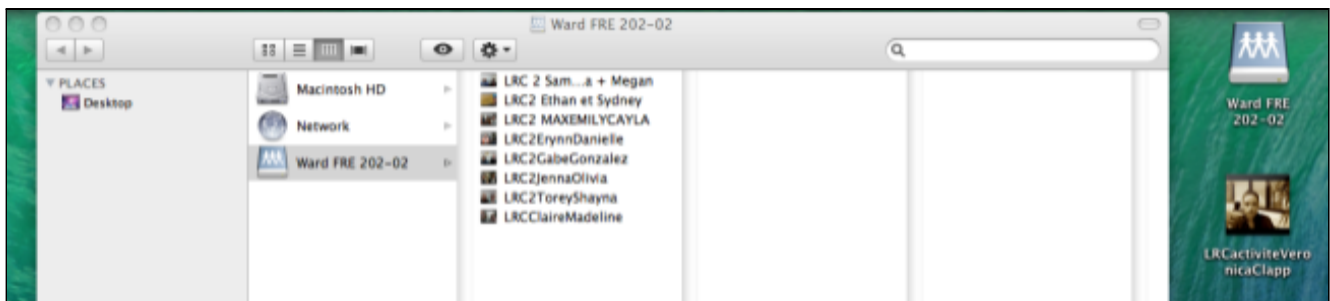 Ward FRE 202-02
PLACES
Desktop
Macintosh HD
Network
Ward FRE 202-02
LRC 2 Sam...a + Megan
LRC2 Ethan et Sydney
LRC2 MAXEMILYCAYLA
LRC2ErynnDanielle
LRC2GabeGonzalez
LRC2JennaOlivia
LRC2ToreyShayna
LRCClaireMadeline
Ward FRE
202-02
LRCactiviteVero
nicaClapp